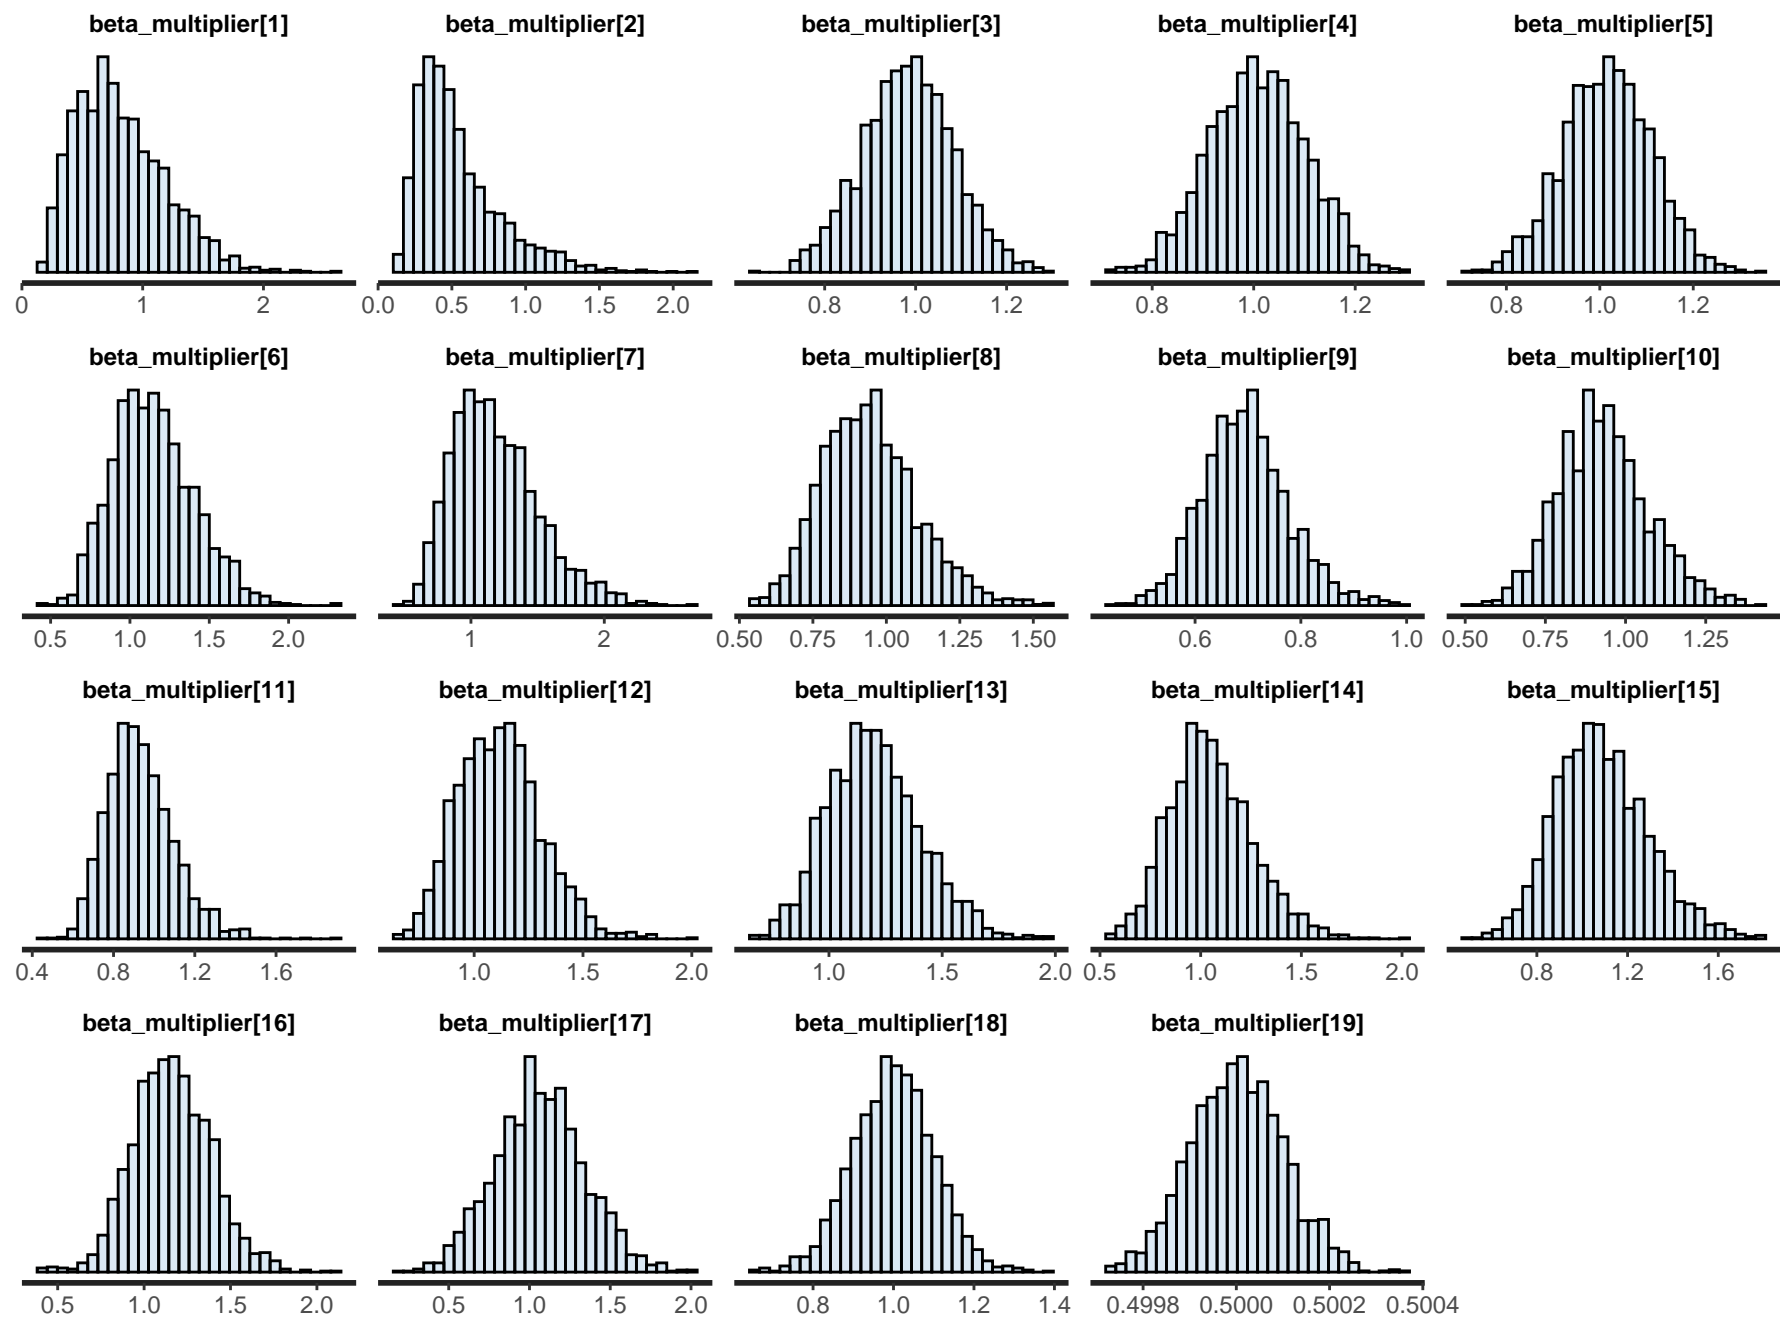 beta_multiplier[1] beta_multiplier[2] beta_multiplier[3] beta_multiplier[4] beta_multiplier[5]
0 1 2 0.0 0.5 1.0 1.5 2.0 0.8 1.0 1.2 0.8 1.0 1.2 0.8 1.0 1.2
beta_multiplier[6] beta_multiplier[7] beta_multiplier[8] beta_multiplier[9] beta_multiplier[10]
0.5 1.0 1.5 2.0 1 2 0.50 0.75 1.00 1.25 1.50 0.6 0.8 1.0 0.50 0.75 1.00 1.25
beta_multiplier[11] beta_multiplier[12] beta_multiplier[13] beta_multiplier[14] beta_multiplier[15]
0.4 0.8 1.2 1.6 1.0 1.5 2.0 1.0 1.5 2.0 0.5 1.0 1.5 2.0 0.8 1.2 1.6
beta_multiplier[16] beta_multiplier[17] beta_multiplier[18] beta_multiplier[19]
0.5 1.0 1.5 2.0 0.5 1.0 1.5 2.0 0.8 1.0 1.2 1.4 0.4998 0.5000 0.5002 0.5004